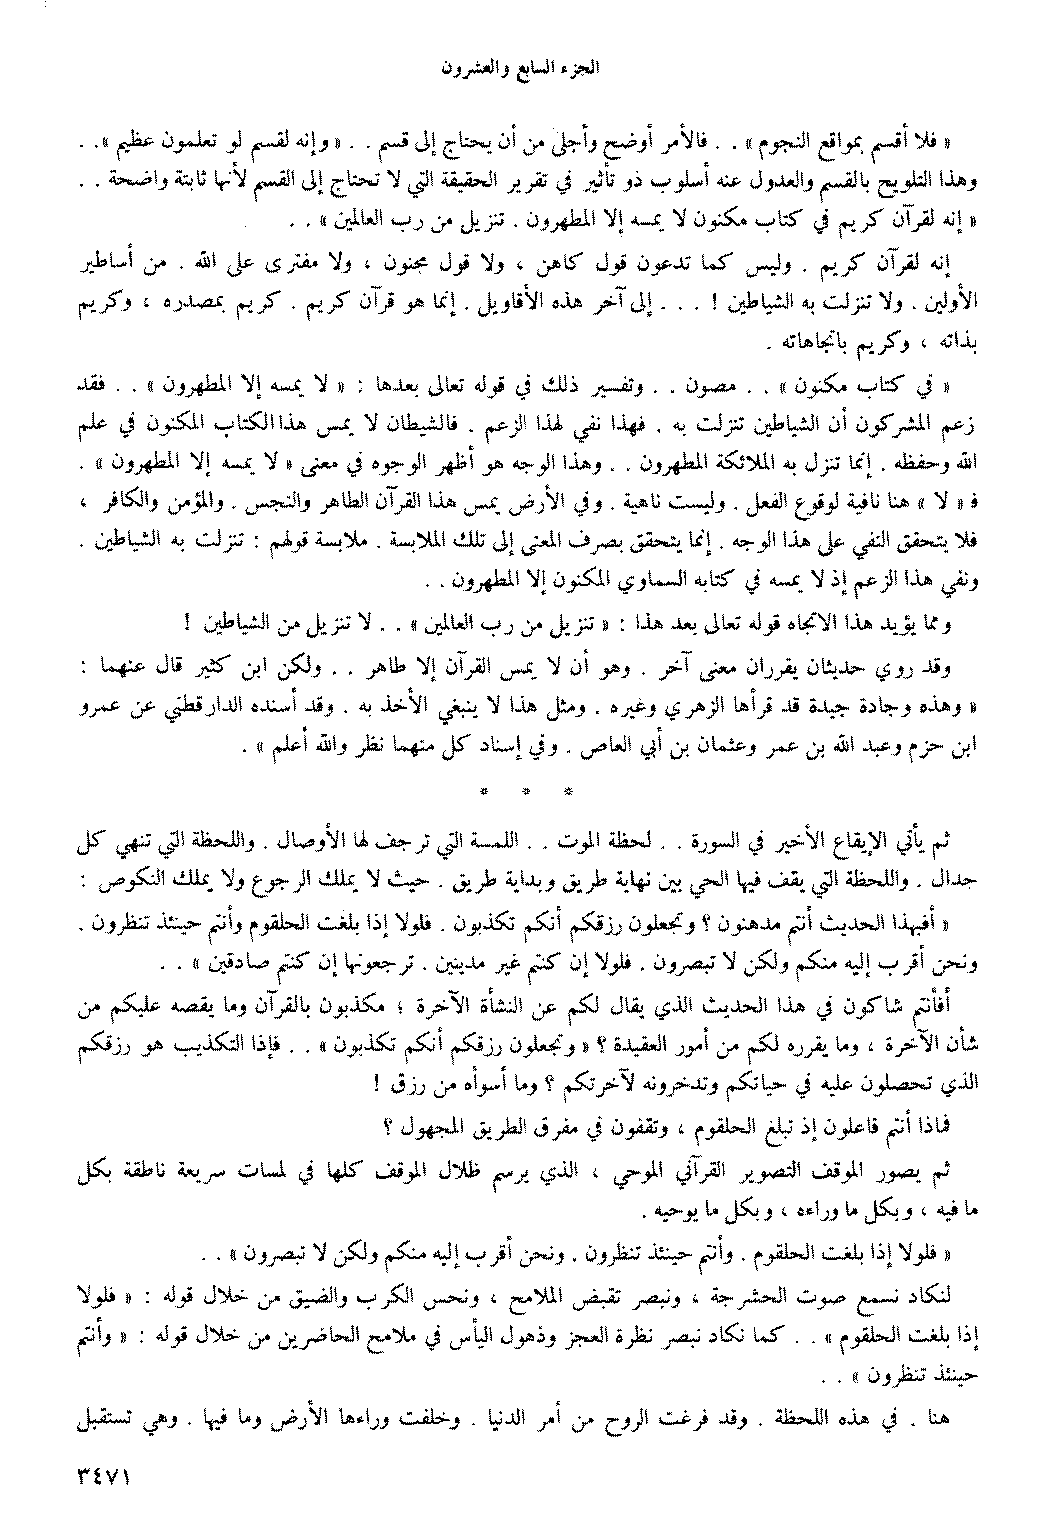 الجزء السابع والعشرون
« فلا أقسم بمواقع النجوم » . . فالأمر أوضح وأجلى من أن يحتاج إلى قسم . . « وإنه لقسم لو تعلمون عظيم » . .
وهذا التلويح بالقسم والعدول عنه أسلوب ذو تأثير في تقرير الحقيقة التي لا تحتاج إلى القسم لأنها ثابتة واضحة . .
« إنه لقرآن كريم في كتاب مكنون لا يمسه إلا المطهرون . تنزيل من رب العالمين » . .
إنه لقرآن كريم . وليس كما تدعون قول كاهن ، ولا قول مجنون ، ولا مفترى على الله . من أساطير
الأولين . ولا تنزلت به الشياطين ! . . . إلى آخر هذه الأقاويل . إنما هو قرآن كريم . كريم بمصدره ، وكريم
بذاته ، وكريم باتجاهاته .
« في كتاب مكنون » . . مصون . . وتفسير ذلك في قوله تعالى بعدها : « لا يمسه إلا المطهرون » . . فقد
زعم المشركون أن الشياطين تنزلت به . فهذا نفي لهذا الزعم . فالشيطان لا يمس هذا الكتاب المكنون في علم
الله وحفظه . إنما تنزل به الملائكة المطهرون . . وهذا الوجه هو أظهر الوجوه في معنى « لا يمسه إلا المطهرون » .
فـ « لا » هنا نافية لوقوع الفعل . وليست ناهية . وفي الأرض يمس هذا القرآن الطاهر والنجس . والمؤمن والكافر ،
فلا يتحقق النفي على هذا الوجه . إنما يتحقق بصرف المعنى إلى تلك الملابسة . ملابسة قولهم : تنزلت به الشياطين .
ونفي هذا الزعم إذ لا يمسه في كتابه السماوي المكنون إلا المطهرون . .
ومما يؤيد هذا الاتجاه قوله تعالى بعد هذا : « تنزيل من رب العالمين » . . لا تنزيل من الشياطين !
وقد روي حديثان يقرران معنى آخر . وهو أن لا يمس القرآن إلا طاهر . . ولكن ابن كثير قال عنهما :
« وهذه وجادة جيدة قد قرأها الزهري وغيره . ومثل هذا لا ينبغي الأخذ به . وقد أسنده الدارقطني عن عمرو
ابن حزم وعبد الله بن عمر وعثمان بن أبي العاص . وفي إسناد كل منهما نظر والله أعلم » .
* * *
ثم يأتي الإيقاع الأخير في السورة . . لحظة الموت . . اللمسة التي ترجف لها الأوصال . واللحظة التي تنهي كل
جدال . واللحظة التي يقف فيها الحي بين نهاية طريق وبداية طريق . حيث لا يملك الرجوع ولا يملك النكوص :
« أفبهذا الحديث أنتم مدهنون ؟ وتجعلون رزقكم أنكم تكذبون . فلولا إذا بلغت الحلقوم وأنتم حينئذ تنظرون .
ونحن أقرب إليه منكم ولكن لا تبصرون . فلولا إن كنتم غير مدينين . ترجعونها إن كنتم صادقين » . .
أفأنتم شاكون في هذا الحديث الذي يقال لكم عن النشأة الآخرة ؛ مكذبون بالقرآن وما يقصه عليكم من
شأن الآخرة ، وما يقرره لكم من أمور العقيدة ؟ « وتجعلون رزقكم أنكم تكذبون » . . فإذا التكذيب هو رزقكم
الذي تحصلون عليه في حياتكم وتدخرونه لآخرتكم ؟ وما أسوأه من رزق !
فماذا أنتم فاعلون إذ تبلغ الحلقوم ، وتقفون في مفرق الطريق المجهول ؟
ثم يصور الموقف التصوير القرآني الموحي ، الذي يرسم ظلال الموقف كلها في لمسات سريعة ناطقة بكل
ما فيه ، وبكل ما وراءه ، وبكل ما يوحيه .
« فلولا إذا بلغت الحلقوم . وأنتم حينئذ تنظرون . ونحن أقرب إليه منكم ولكن لا تبصرون » . .
لنكاد نسمع صوت الحشرجة ، ونبصر تقبض الملامح ، ونحس الكرب والضيق من خلال قوله : « فلولا
إذا بلغت الحلقوم » . . كما نكاد نبصر نظرة العجز وذهول اليأس في ملامح الحاضرين من خلال قوله : « وأنتم
حينئذ تنظرون » . .
هنا . في هذه اللحظة . وقد فرغت الروح من أمر الدنيا . وخلفت وراءها الأرض وما فيها . وهي تستقبل
٣٤٧١